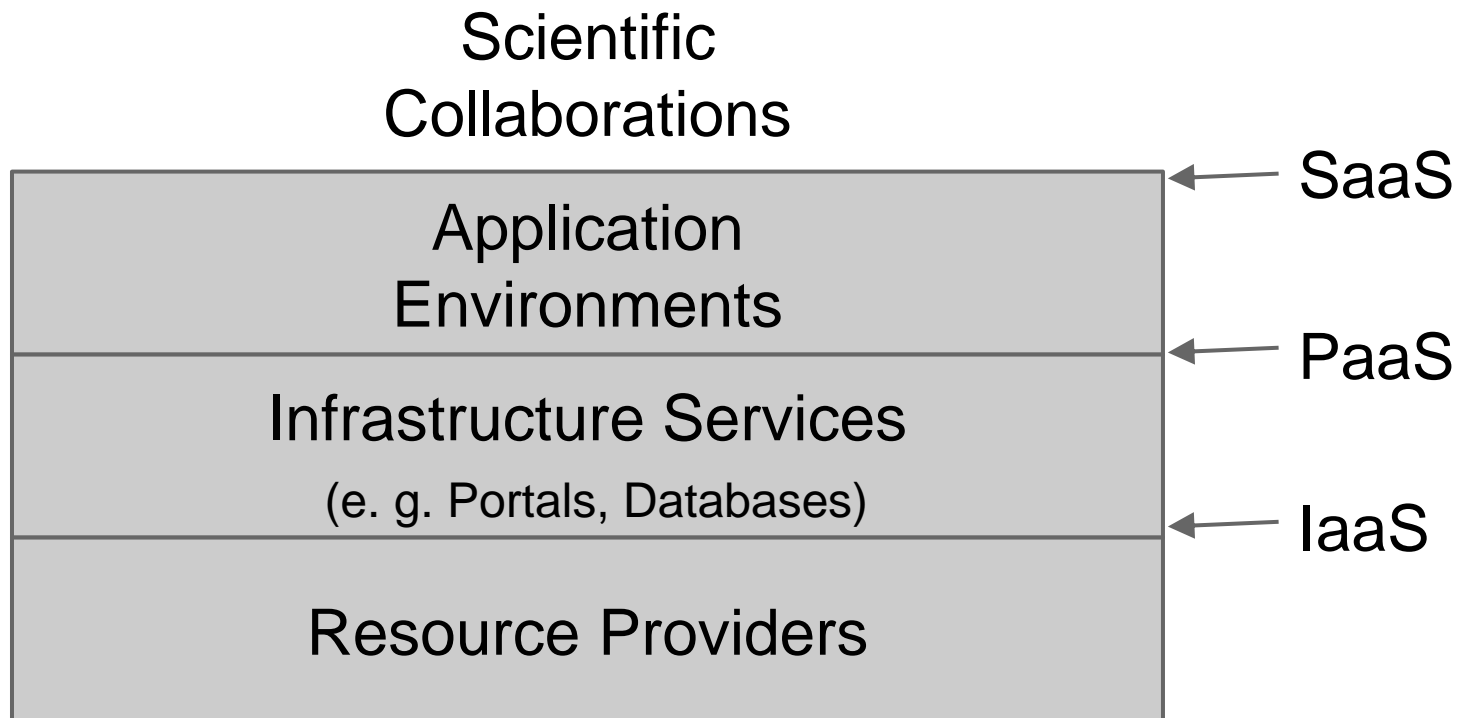 Scientific
Collaborations
SaaS
Application
Environments
PaaS
Infrastructure Services
(e. g. Portals, Databases)
IaaS
Resource Providers